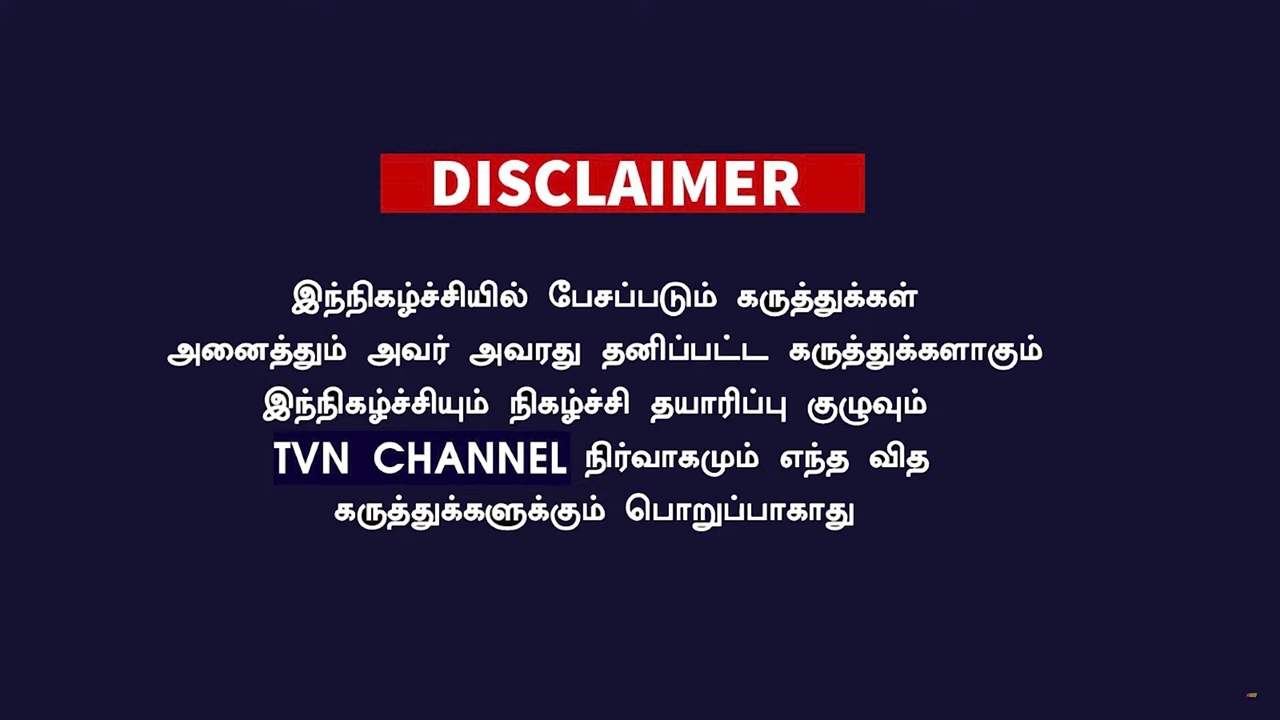 DISCLAIMER
இந்நிகழ்ச்சியில் பேசப்படும் கருத்துக்கள்
அனைத்தும் அவர் அவரது தனிப்பட்ட கருத்துக்களாகும்
இந்நிகழ்ச்சியும் நிகழ்ச்சி தயாரிப்பு குழுவும்
TVN CHANNEL நிர்வாகமும் எந்த வித
கருத்துக்களுக்கும் பொறுப்பாகாது